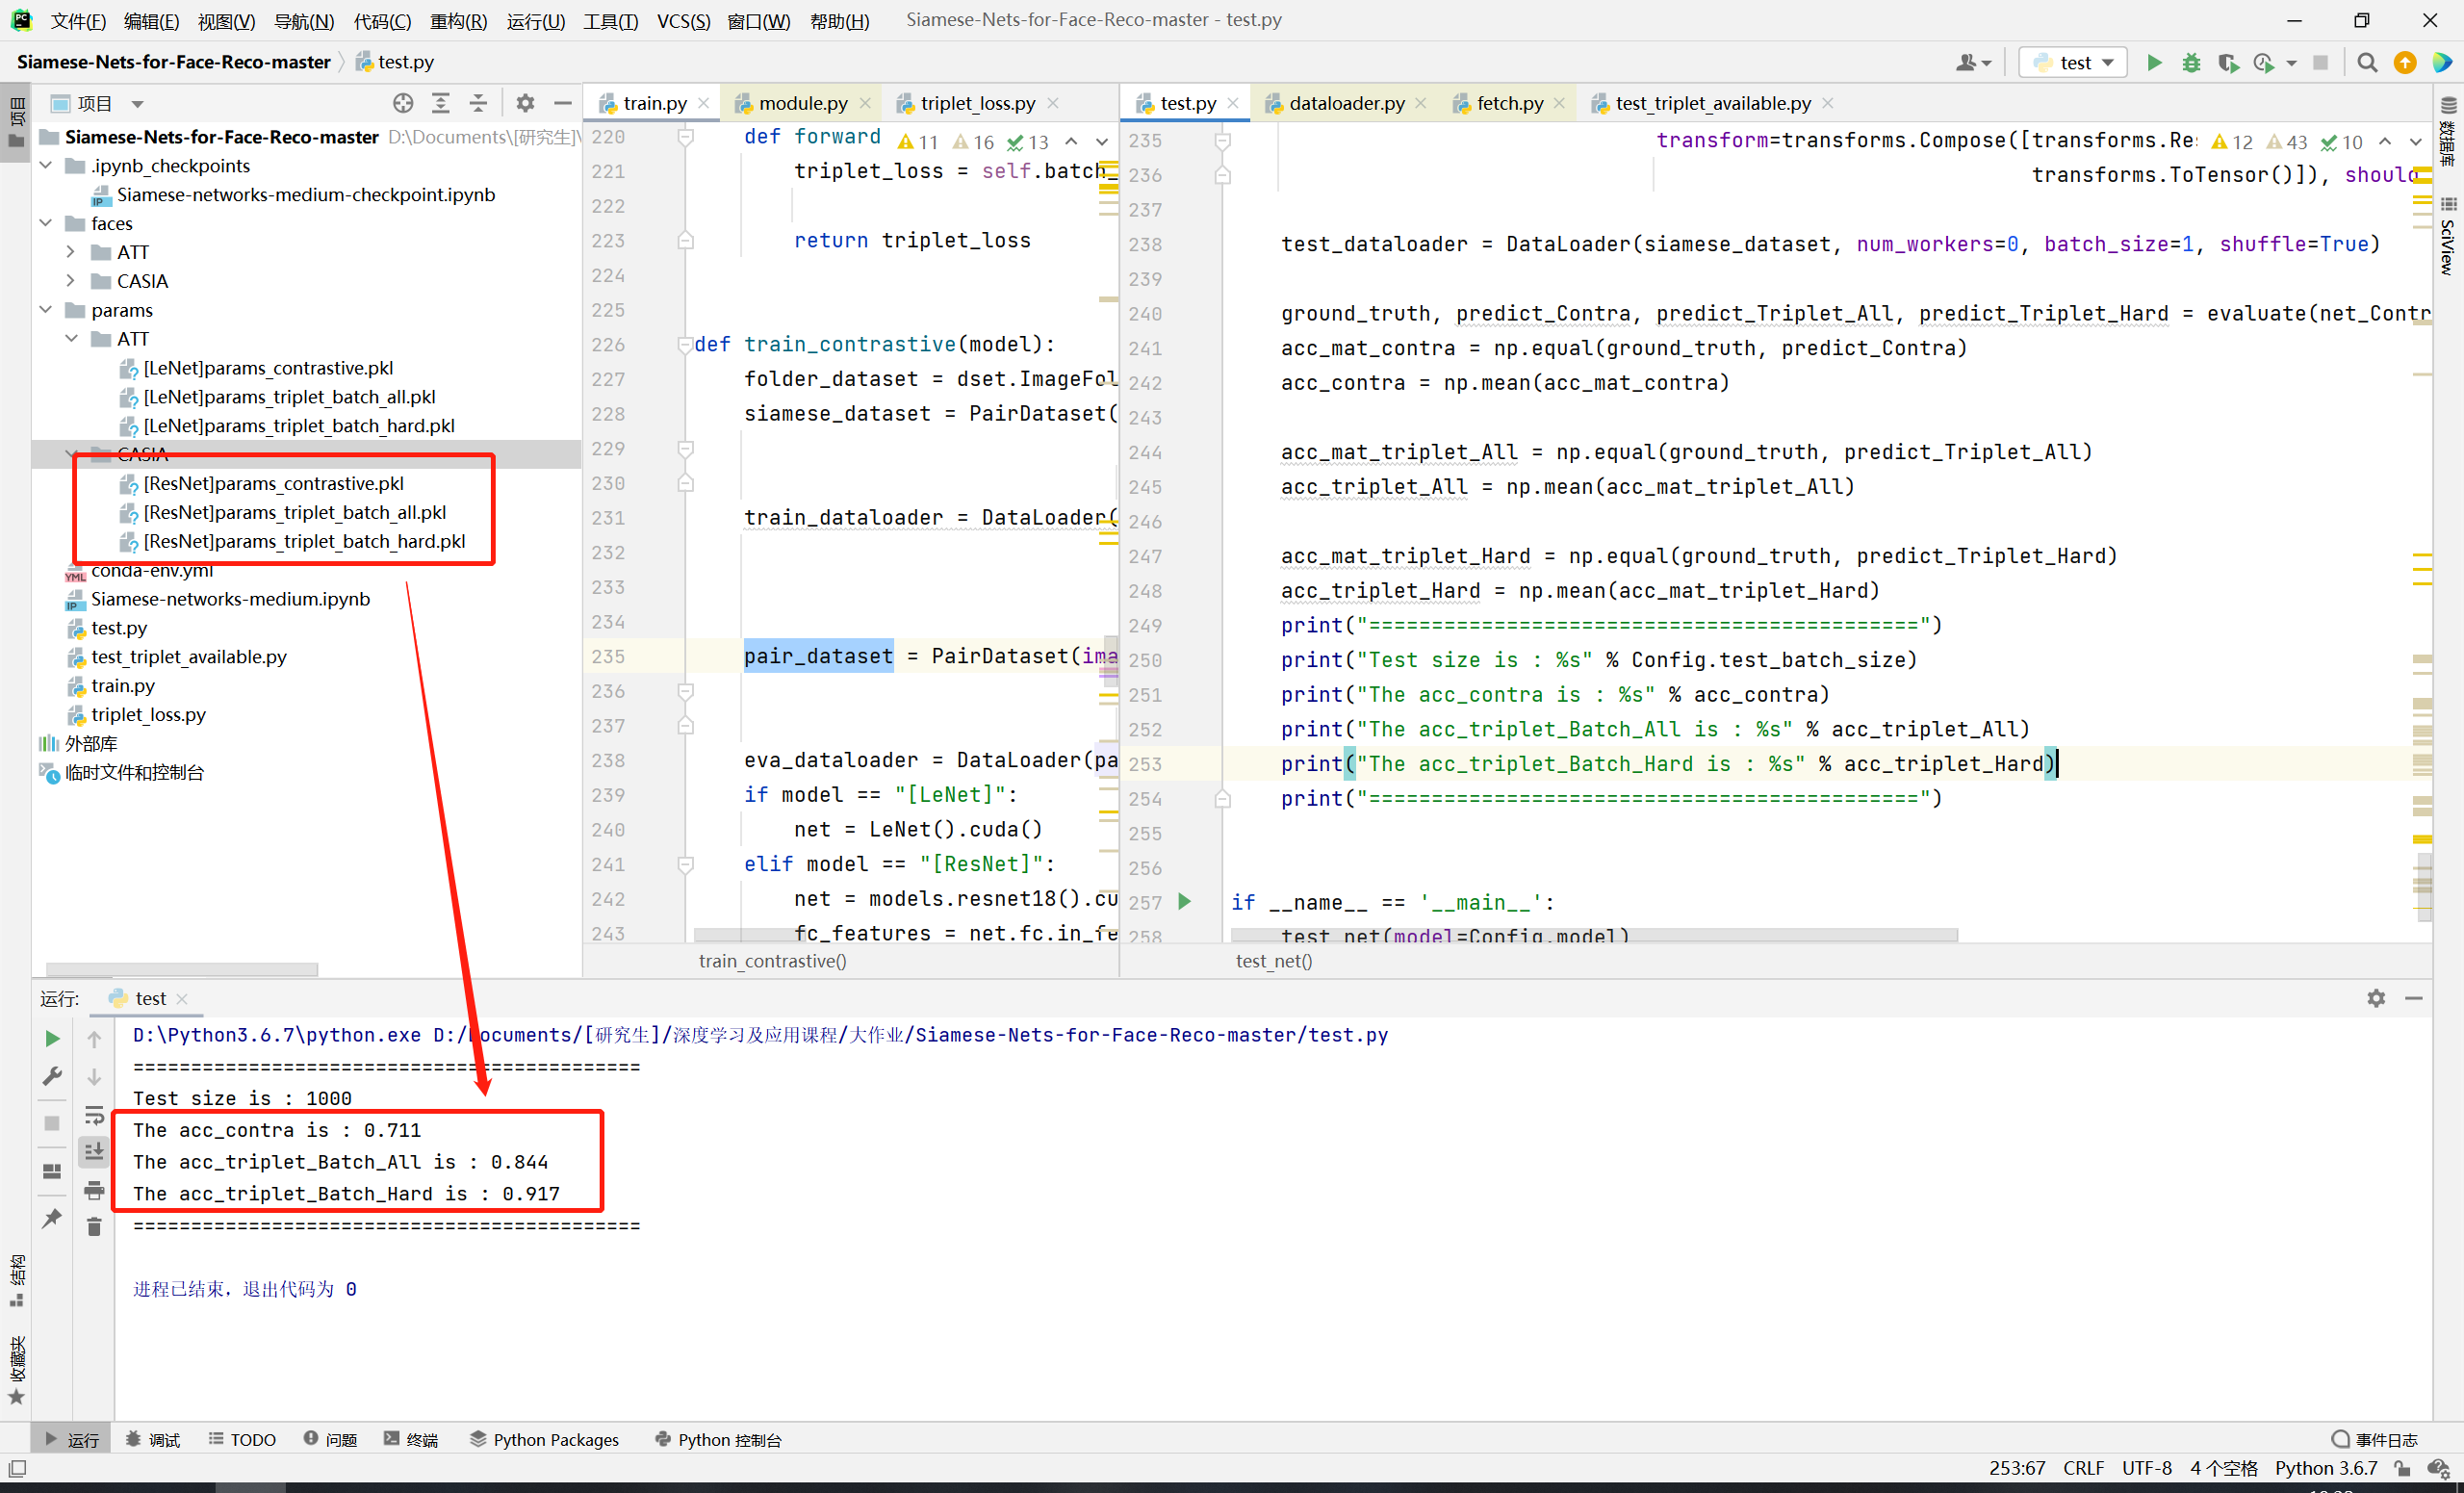 文件(F) 编辑(E) 视图(V) 导航(N) 代码(C) 重构(R) 运行(U) 工具(T) VCS(S) 窗口(W) 帮助(H) Siamese-Nets-for-Face-Reco-master - test.py
Siamese-Nets-for-Face-Reco-master test.py
test
项目
项目
Siamese-Nets-for-Face-Reco-master D:\Documents\[研究生]\
.ipynb_checkpoints
Siamese-networks-medium-checkpoint.ipynb
faces
ATT
CASIA
params
ATT
[LeNet]params_contrastive.pkl
[LeNet]params_triplet_batch_all.pkl
[LeNet]params_triplet_batch_hard.pkl
CASIA
[ResNet]params_contrastive.pkl
[ResNet]params_triplet_batch_all.pkl
[ResNet]params_triplet_batch_hard.pkl
conda-env.yml
Siamese-networks-medium.ipynb
test.py
test_triplet_available.py
train.py
triplet_loss.py
外部库
临时文件和控制台
train.py module.py triplet_loss.py
11 16 13
220 def forward
221 triplet_loss = self.batch_
222
223 return triplet_loss
224
225
226 def train_contrastive(model):
227 folder_dataset = dset.ImageFol
228 siamese_dataset = PairDataset(
229
230
231 train_dataloader = DataLoader(
232
233
234
235 pair_dataset = PairDataset(ima
236
237
238 eva_dataloader = DataLoader(pa
239 if model == "[LeNet]":
240 net = LeNet().cuda()
241 elif model == "[ResNet]":
242 net = models.resnet18().cu
243 fc_features = net.fc.in_fe
train_contrastive()
test.py dataloader.py fetch.py test_triplet_available.py
12 43 10
235 transform=transforms.Compose([transforms.Re
236 transforms.ToTensor()]), should
237
238 test_dataloader = DataLoader(siamese_dataset, num_workers=0, batch_size=1, shuffle=True)
239
240 ground_truth, predict_Contra, predict_Triplet_All, predict_Triplet_Hard = evaluate(net_Contr
241 acc_mat_contra = np.equal(ground_truth, predict_Contra)
242 acc_contra = np.mean(acc_mat_contra)
243
244 acc_mat_triplet_All = np.equal(ground_truth, predict_Triplet_All)
245 acc_triplet_All = np.mean(acc_mat_triplet_All)
246
247 acc_mat_triplet_Hard = np.equal(ground_truth, predict_Triplet_Hard)
248 acc_triplet_Hard = np.mean(acc_mat_triplet_Hard)
249 print("============================================")
250 print("Test size is : %s" % Config.test_batch_size)
251 print("The acc_contra is : %s" % acc_contra)
252 print("The acc_triplet_Batch_All is : %s" % acc_triplet_All)
253 print("The acc_triplet_Batch_Hard is : %s" % acc_triplet_Hard)
254 print("============================================")
255
256
257 if __name__ == '__main__':
258 test_net(model=Config.model)
test_net()
数据库
SciView
运行: test
D:\Python3.6.7\python.exe D:/Documents/[研究生]/深度学习及应用课程/大作业/Siamese-Nets-for-Face-Reco-master/test.py
============================================
Test size is : 1000
The acc_contra is : 0.711
The acc_triplet_Batch_All is : 0.844
The acc_triplet_Batch_Hard is : 0.917
============================================
进程已结束，退出代码为 0
结构
收藏夹
运行 调试 TODO 问题 终端 Python Packages Python 控制台 事件日志
253:67 CRLF UTF-8 4 个空格 Python 3.6.7